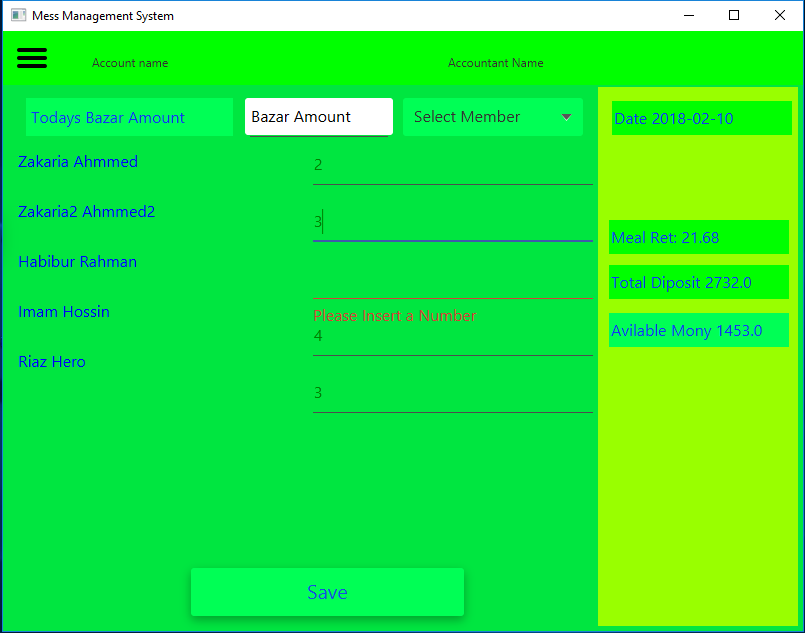 Mess Management System
Account name
Accountant Name
Todays Bazar Amount
Bazar Amount
Select Member
Date 2018-02-10
Zakaria Ahmmed
2
Zakaria2 Ahmmed2
3
Meal Ret: 21.68
Habibur Rahman
Total Diposit 2732.0
Imam Hossin
Please Insert a Number
4
Avilable Mony 1453.0
Riaz Hero
3
Save